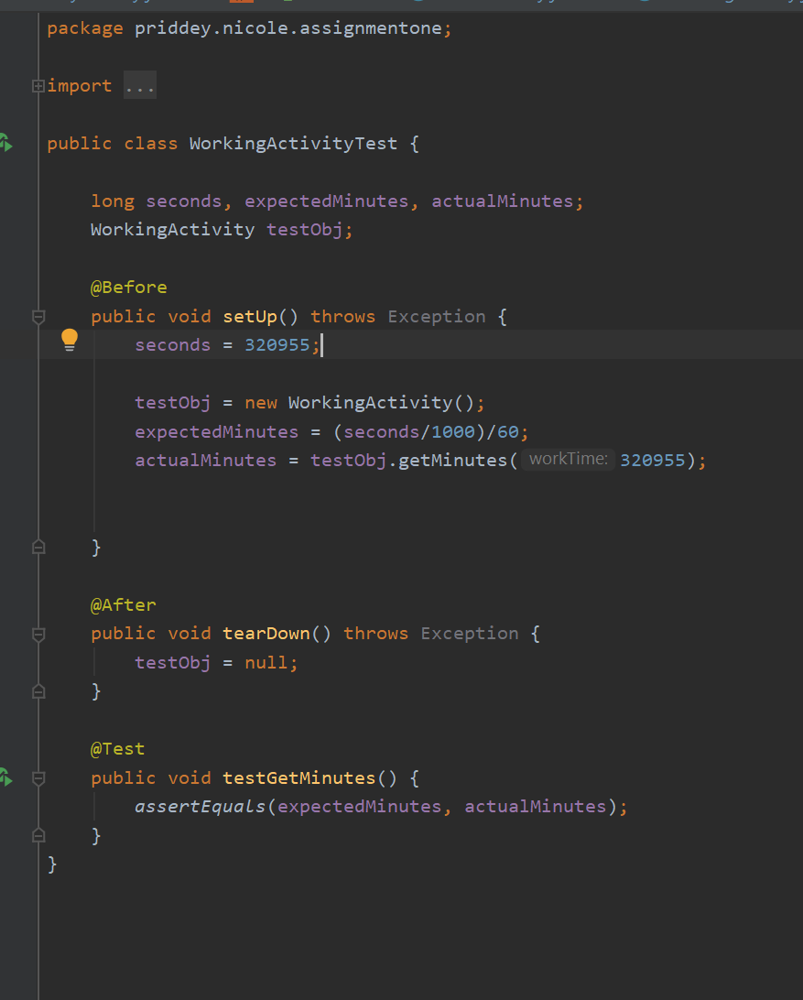 package priddey.nicole.assignmentone;
import ...
public class WorkingActivityTest {
long seconds, expectedMinutes, actualMinutes;
WorkingActivity testObj;
@Before
public void setUp() throws Exception {
seconds = 320955;
testObj = new WorkingActivity();
expectedMinutes = (seconds/1000)/60;
actualMinutes = testObj.getMinutes( workTime: 320955);
}
@After
public void tearDown() throws Exception {
testObj = null;
}
@Test
public void testGetMinutes() {
assertEquals(expectedMinutes, actualMinutes);
}
}